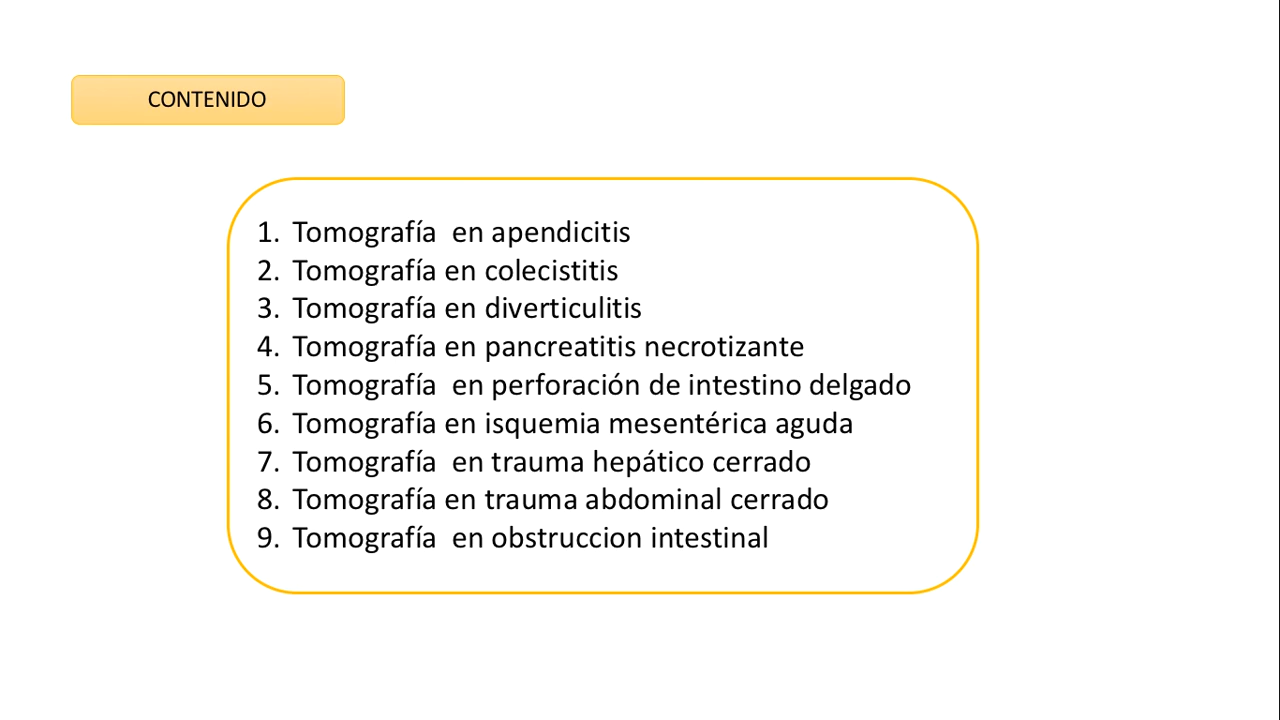 CONTENIDO
1. Tomografía  en apendicitis
2. Tomografía en colecistitis
3. Tomografía en diverticulitis
4. Tomografía en pancreatitis necrotizante
5. Tomografía  en perforación de intestino delgado
6. Tomografía en isquemia mesentérica aguda
7. Tomografía  en trauma hepático cerrado
8. Tomografía en trauma abdominal cerrado
9. Tomografía  en obstruccion intestinal